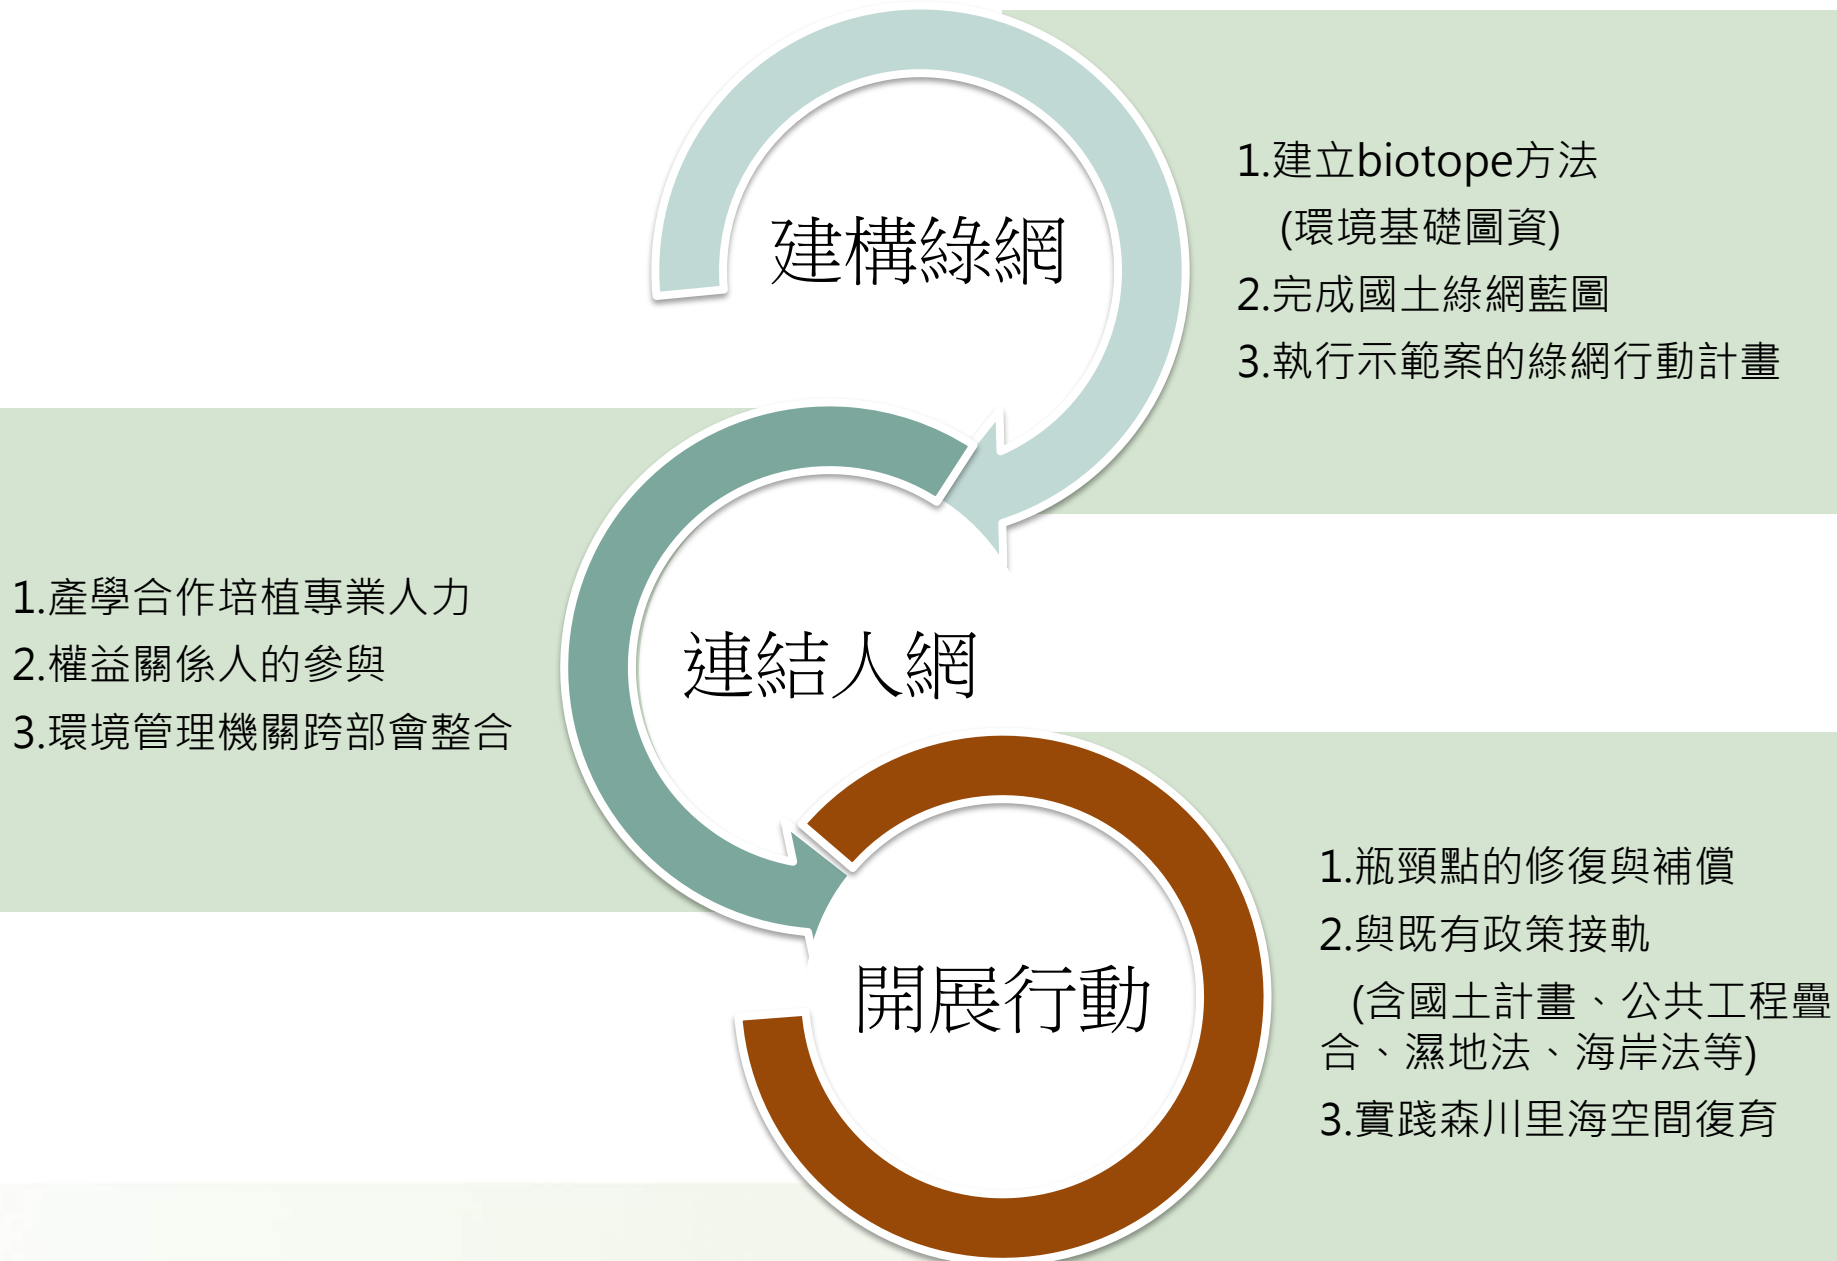 建構綠網
1.建立biotope方法
(環境基礎圖資)
2.完成國土綠網藍圖
3.執行示範案的綠網行動計畫
連結人網
1.產學合作培植專業人力
2.權益關係人的參與
3.環境管理機關跨部會整合
開展行動
1.瓶頸點的修復與補償
2.與既有政策接軌
(含國土計畫、公共工程疊
合、濕地法、海岸法等)
3.實踐森川里海空間復育